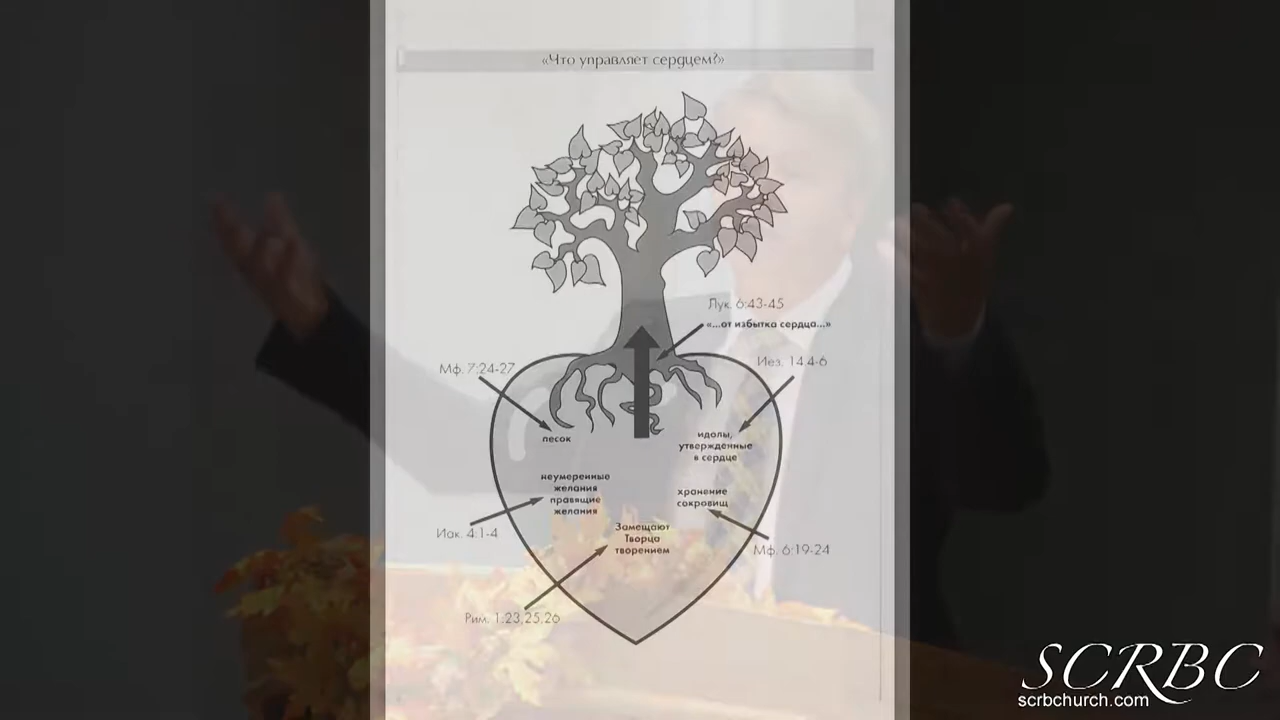 «Что управляет сердцем?»
Лук. 6:43-45
«...от избытка сердца...»
Мф. 7:24-27
Иез. 14:4-6
песок
идолы,
утвержденные
в сердце
неумеренные
желания
правящие
желания
хранение
сокровищ
Иак. 4:1-4
Замещают
Творца
творением
Мф. 6:19-24
Рим. 1:23,25,26
SCRBC
scrbchurch.com